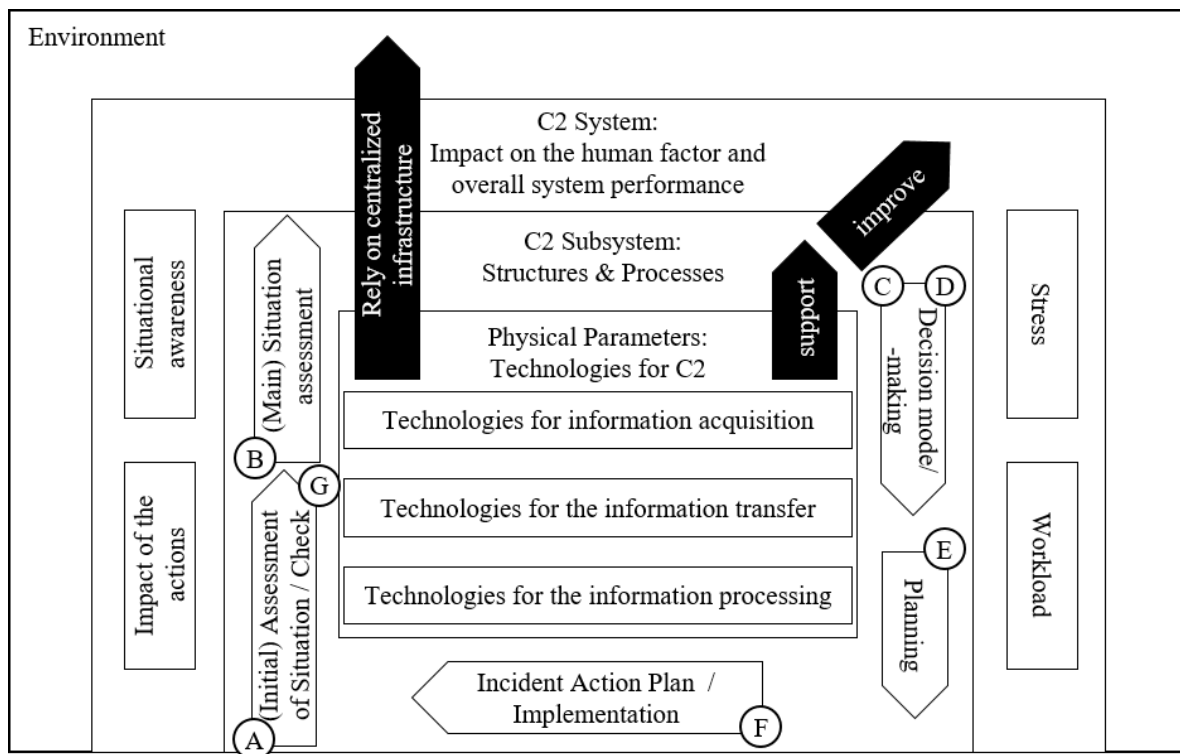 Environment
C2 System:
Impact on the human factor and
overall system performance
Rely on centralized
infrastructure
improve
support
C2 Subsystem:
Structures & Processes
Situational
awareness
(Main) Situation
assessment
B
Physical Parameters:
Technologies for C2
Technologies for information acquisition
Technologies for the information transfer
Technologies for the information processing
C
D
Decision mode/
-making
Stress
Impact of the
actions
G
(Initial) Assessment
of Situation / Check
A
E
Planning
Workload
Incident Action Plan /
Implementation
F